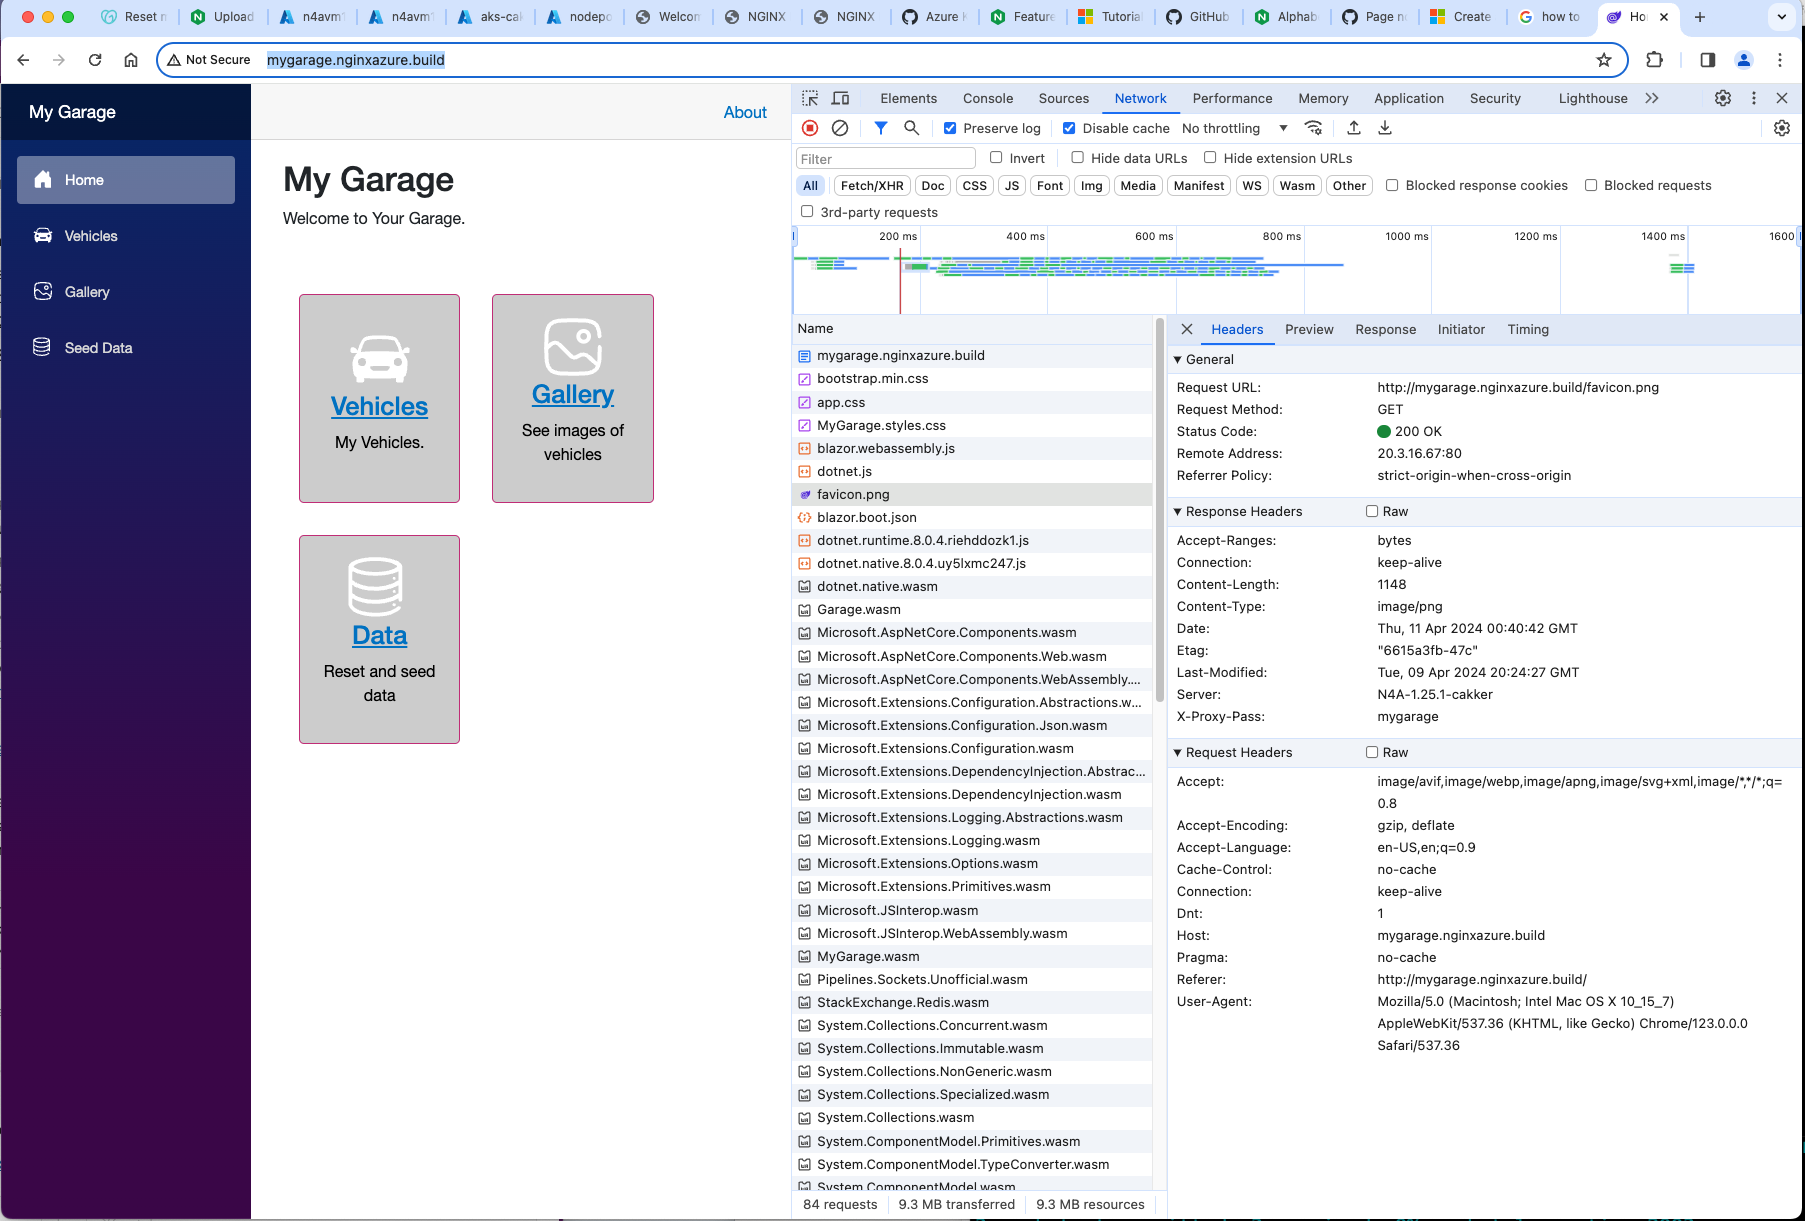 Reset r
Upload
n4avm
n4avm
aks-cak
nodepo
Welcom
NGINX
NGINX
Azure
Feature
Tutoria
GitHub
Alphab
Page no
Create
how to
Ho
Not Secure
mygarage.nginxazure.build
My Garage
Home
Vehicles
Gallery
Seed Data
About
My Garage
Welcome to Your Garage.
Vehicles
My Vehicles.
Gallery
See images of
vehicles
Data
Reset and seed
data
Elements Console Sources Network Performance Memory Application Security Lighthouse
Preserve log Disable cache No throttling
Filter Invert Hide data URLs Hide extension URLs
All Fetch/XHR Doc CSS JS Font Img Media Manifest WS Wasm Other Blocked response cookies Blocked requests
3rd-party requests
200 ms 400 ms 600 ms 800 ms 1000 ms 1200 ms 1400 ms 1600
Name
mygarage.nginxazure.build
bootstrap.min.css
app.css
MyGarage.styles.css
blazor.webassembly.js
dotnet.js
favicon.png
blazor.boot.json
dotnet.runtime.8.0.4.riehddozk1.js
dotnet.native.8.0.4.uy5lxmc247.js
dotnet.native.wasm
Garage.wasm
Microsoft.AspNetCore.Components.wasm
Microsoft.AspNetCore.Components.Web.wasm
Microsoft.AspNetCore.Components.WebAssembly....
Microsoft.Extensions.Configuration.Abstractions.w...
Microsoft.Extensions.Configuration.Json.wasm
Microsoft.Extensions.Configuration.wasm
Microsoft.Extensions.DependencyInjection.Abstrac...
Microsoft.Extensions.DependencyInjection.wasm
Microsoft.Extensions.Logging.Abstractions.wasm
Microsoft.Extensions.Logging.wasm
Microsoft.Extensions.Options.wasm
Microsoft.Extensions.Primitives.wasm
Microsoft.JSInterop.wasm
Microsoft.JSInterop.WebAssembly.wasm
MyGarage.wasm
Pipelines.Sockets.Unofficial.wasm
StackExchange.Redis.wasm
System.Collections.Concurrent.wasm
System.Collections.Immutable.wasm
System.Collections.NonGeneric.wasm
System.Collections.Specialized.wasm
System.Collections.wasm
System.ComponentModel.Primitives.wasm
System.ComponentModel.TypeConverter.wasm
System.ComponentModel.wasm
84 requests 9.3 MB transferred 9.3 MB resources
Headers Preview Response Initiator Timing
General
Request URL: http://mygarage.nginxazure.build/favicon.png
Request Method: GET
Status Code: 200 OK
Remote Address: 20.3.16.67:80
Referrer Policy: strict-origin-when-cross-origin
Response Headers Raw
Accept-Ranges: bytes
Connection: keep-alive
Content-Length: 1148
Content-Type: image/png
Date: Thu, 11 Apr 2024 00:40:42 GMT
Etag: "6615a3fb-47c"
Last-Modified: Tue, 09 Apr 2024 20:24:27 GMT
Server: N4A-1.25.1-cakker
X-Proxy-Pass: mygarage
Request Headers Raw
Accept: image/avif,image/webp,image/apng,image/svg+xml,image/*,*/*;q=
0.8
Accept-Encoding: gzip, deflate
Accept-Language: en-US,en;q=0.9
Cache-Control: no-cache
Connection: keep-alive
Dnt: 1
Host: mygarage.nginxazure.build
Pragma: no-cache
Referer: http://mygarage.nginxazure.build/
User-Agent: Mozilla/5.0 (Macintosh; Intel Mac OS X 10_15_7)
AppleWebKit/537.36 (KHTML, like Gecko) Chrome/123.0.0.0
Safari/537.36